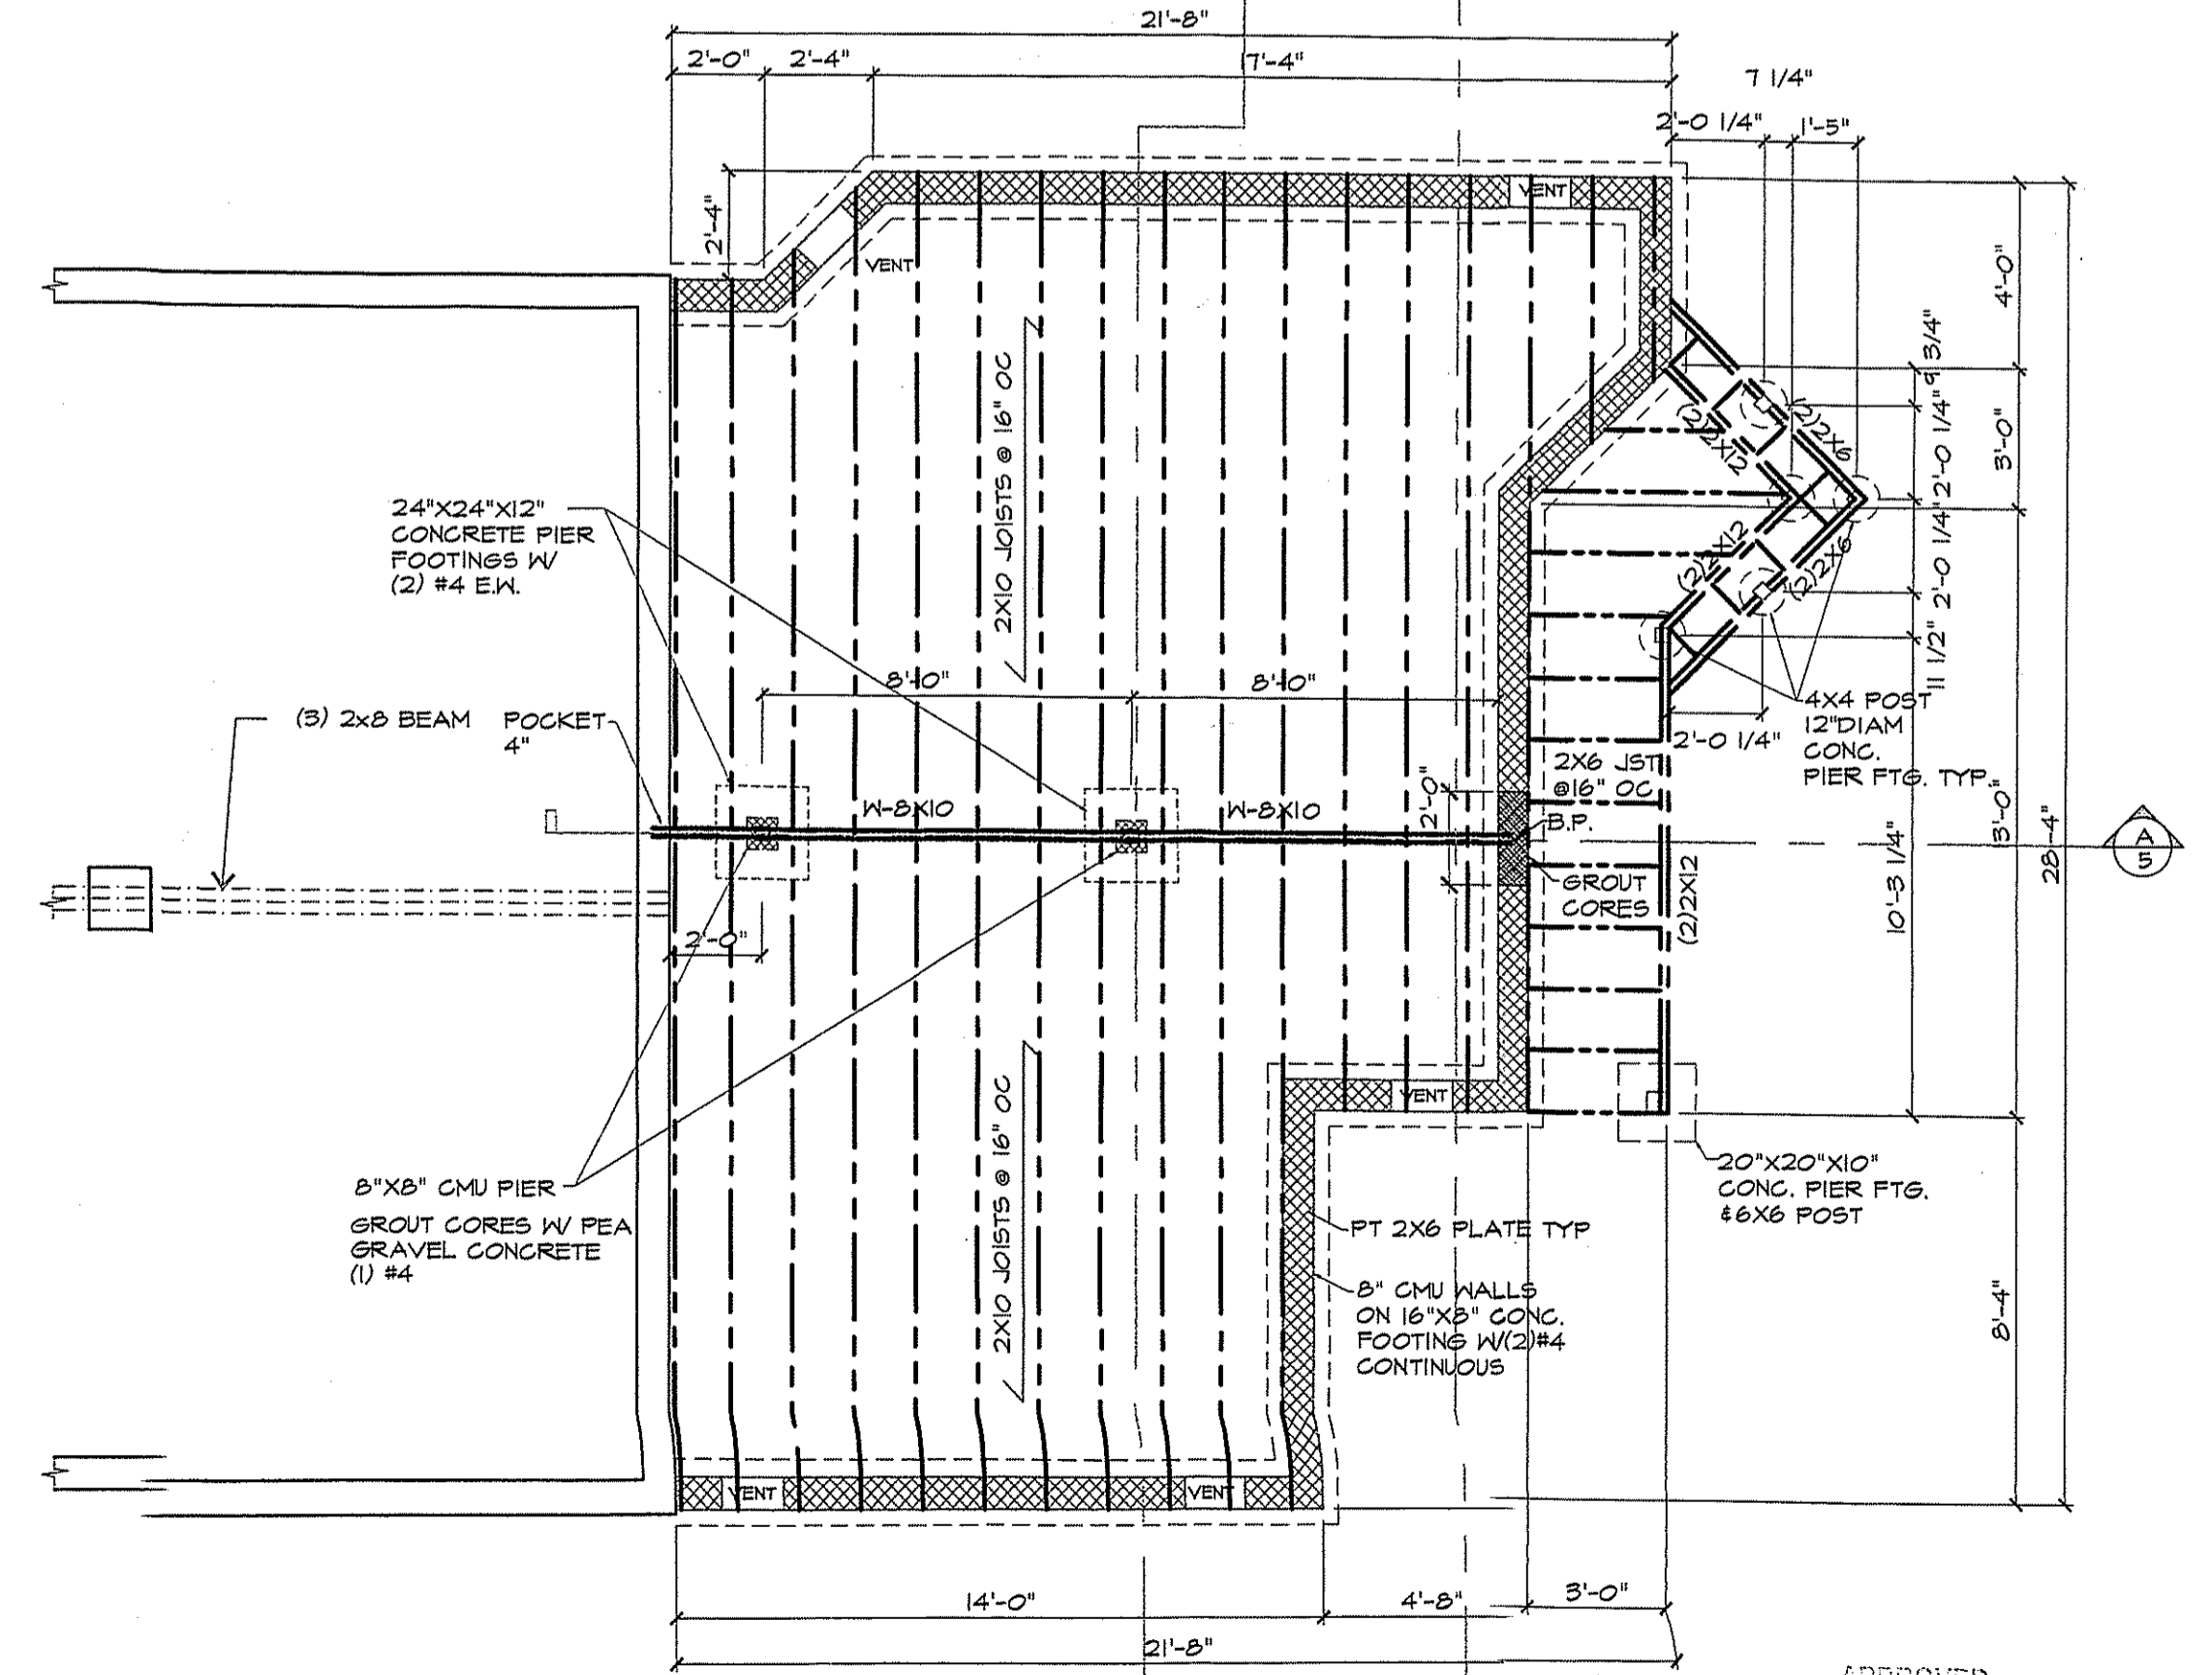 21'-8"
2'-0" 2'-4" 17'-4"
7 1/4"
2'-0 1/4" 1'-5"
2'-4"
VENT
VENT
4'-0"
9 3/4"
3'-0"
2'-0 1/4"
2'-0 1/4"
2'-0 1/4"
11 1/2"
(2)2X6
(2)2X12
(2)2X12
(2)2X6
2X10 JOISTS @ 16" OC
24"X24"X12"
CONCRETE PIER
FOOTINGS W/
(2) #4 E.W.
8'-0" 8'-0"
(3) 2x8 BEAM
POCKET
4"
W-8X10 W-8X10
2'-0"
2X6 JST
@16" OC
B.P.
GROUT
CORES
2'-0 1/4"
4X4 POST
12"DIAM
CONC.
PIER FTG. TYP.
2'-0"
(2)2X12
10'-3 1/4"
13'-0"
28'-4"
A
5
2X10 JOISTS @ 16" OC
VENT
8"X8" CMU PIER
GROUT CORES W/ PEA
GRAVEL CONCRETE
(1) #4
20"X20"X10"
CONC. PIER FTG.
&6X6 POST
PT 2X6 PLATE TYP
8" CMU WALLS
ON 16"X8" CONC.
FOOTING W/(2)#4
CONTINUOUS
8'-4"
VENT VENT
14'-0" 4'-8" 3'-0"
21'-8"
APPROVED